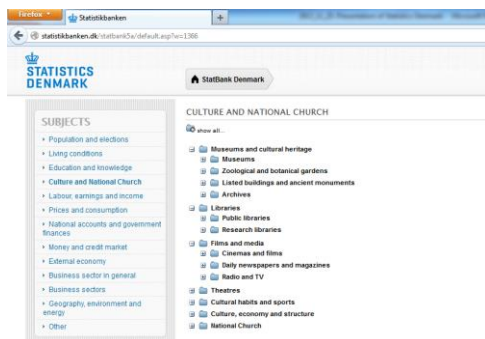 Firefox
Statistikbanken
+
statistikbanken.dk/statbank5a/default.asp?w=1366
STATISTICS
DENMARK
StatBank Denmark
SUBJECTS
Population and elections
Living conditions
Education and knowledge
Culture and National Church
Labour, earnings and income
Prices and consumption
National accounts and government
finances
Money and credit market
External economy
Business sector in general
Business sectors
Geography, environment and
energy
Other
CULTURE AND NATIONAL CHURCH
show all...
Museums and cultural heritage
Museums
Zoological and botanical gardens
Listed buildings and ancient monuments
Archives
Libraries
Public libraries
Research libraries
Films and media
Cinemas and films
Daily newspapers and magazines
Radio and TV
Theatres
Cultural habits and sports
Culture, economy and structure
National Church